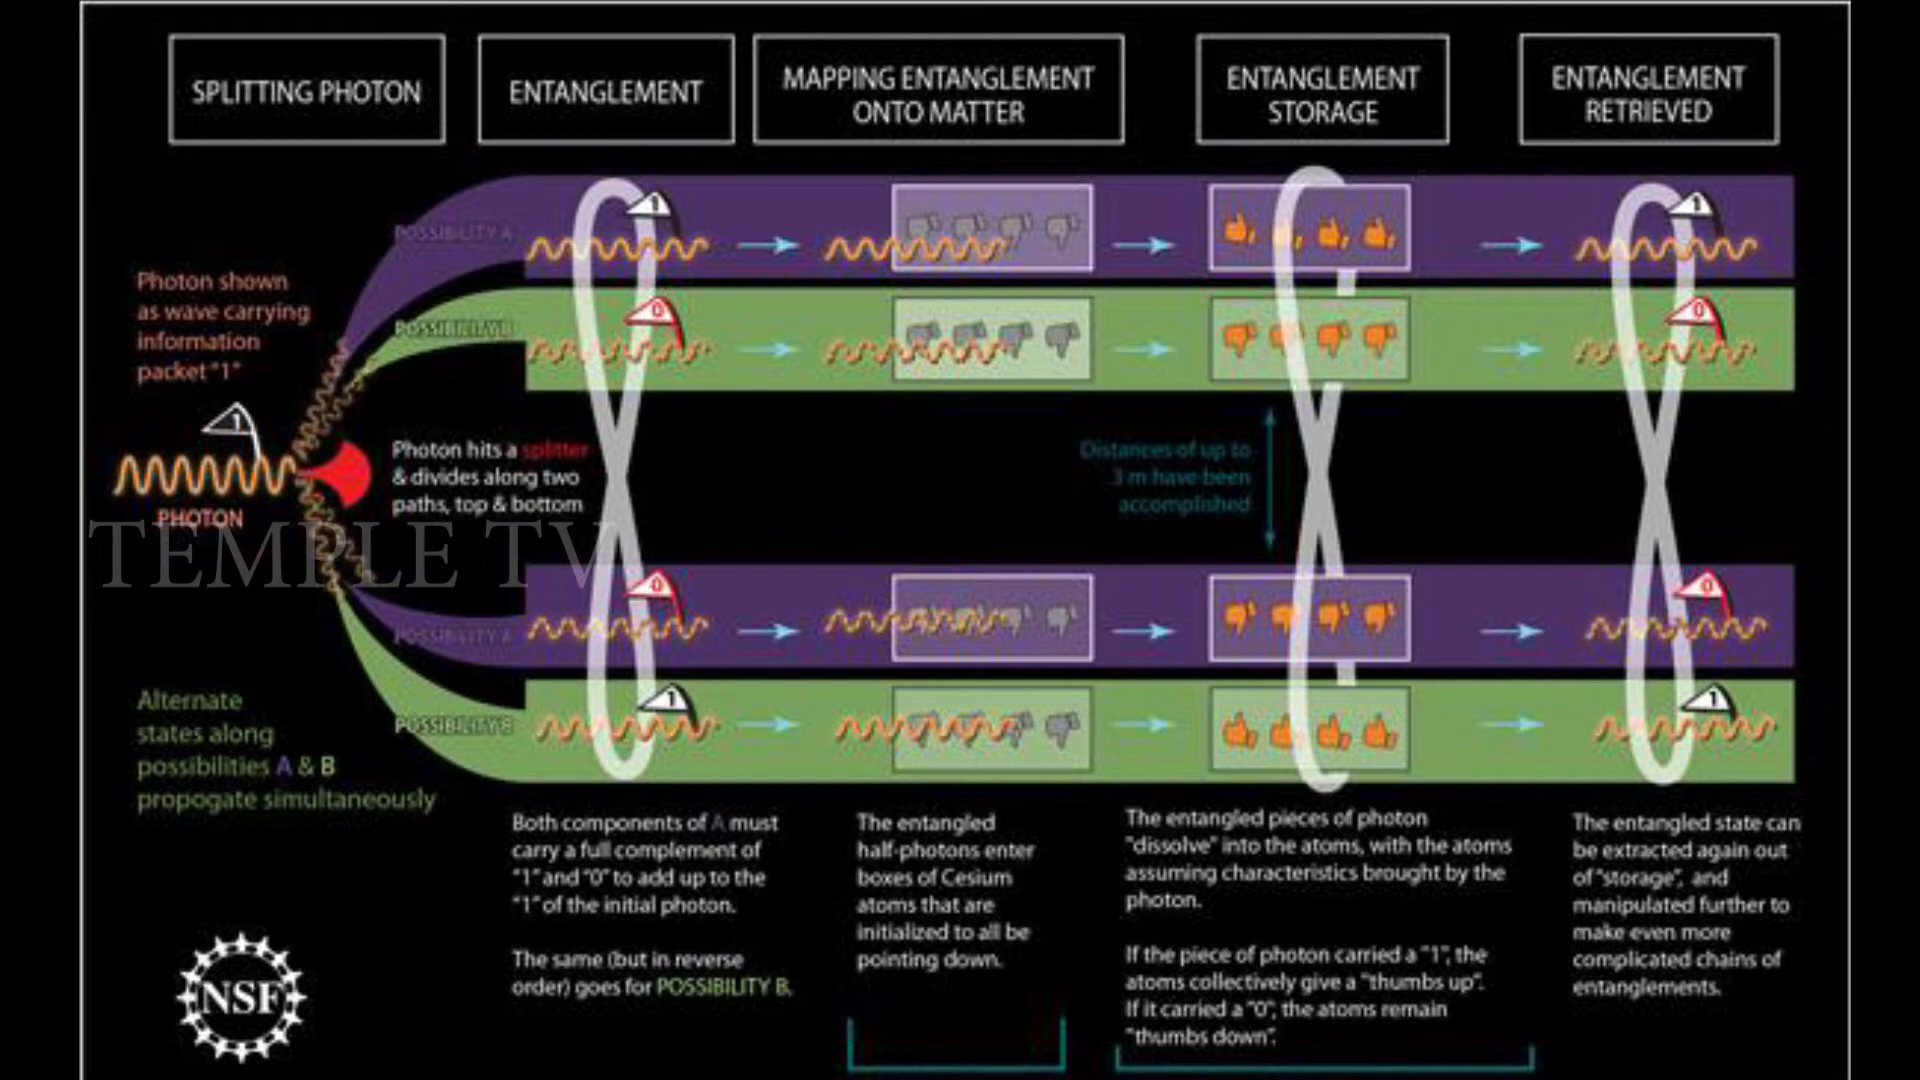 SPLITTING PHOTON
ENTANGLEMENT
MAPPING ENTANGLEMENT
ONTO MATTER
ENTANGLEMENT
STORAGE
ENTANGLEMENT
RETRIEVED
POSSIBILITY A
1
1
POSSIBILITY B
0
0
Photon shown
as wave carrying
information
packet "1"
1
PHOTON
Photon hits a splitter
& divides along two
paths, top & bottom
Distances of up to
3 m have been
accomplished
TEMPLE TV
POSSIBILITY A
0
0
POSSIBILITY B
1
1
Alternate
states along
possibilities A & B
propogate simultaneously
Both components of A must
carry a full complement of
"1" and "0" to add up to the
"1" of the initial photon.
The same (but in reverse
order) goes for POSSIBILITY B.
The entangled
half-photons enter
boxes of Cesium
atoms that are
initialized to all be
pointing down.
The entangled pieces of photon
"dissolve" into the atoms, with the atoms
assuming characteristics brought by the
photon.
If the piece of photon carried a "1", the
atoms collectively give a "thumbs up".
If it carried a "0", the atoms remain
"thumbs down".
The entangled state can
be extracted again out
of "storage", and
manipulated further to
make even more
complicated chains of
entanglements.
NSF